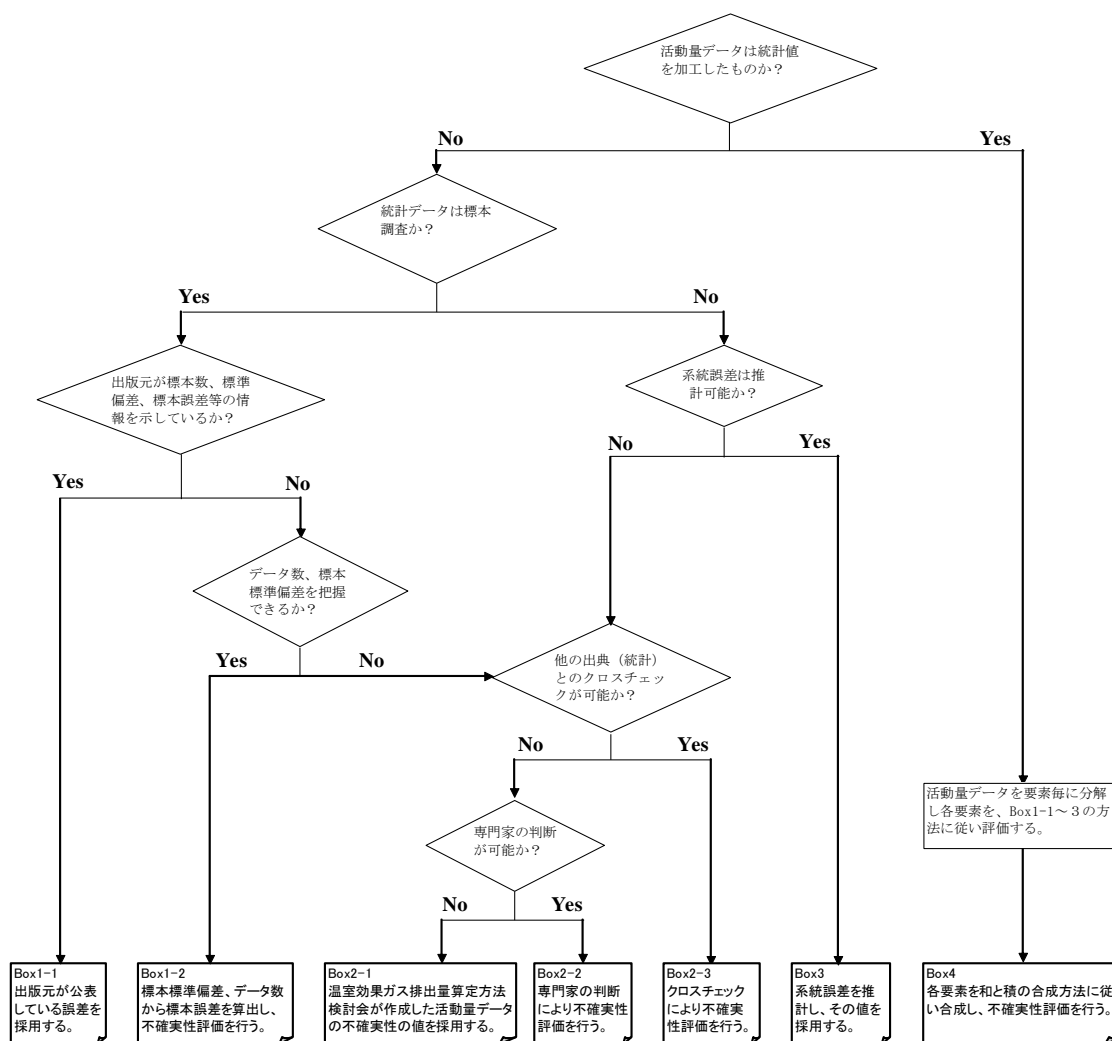 活動量データは統計値
を加工したものか？
No
Yes
統計データは標本
調査か？
Yes
No
出版元が標本数、標準
偏差、標本誤差等の情
報を示しているか？
系統誤差は推
計可能か？
No
Yes
Yes
No
データ数、標本
標準偏差を把握
できるか？
Yes
No
他の出典（統計）
とのクロスチェッ
クが可能か？
No
Yes
活動量データを要素毎に分解
し各要素を、Box1-1～３の方
法に従い評価する。
専門家の判断
が可能か？
No
Yes
Box1-1
出版元が公表
している誤差を
採用する。
Box1-2
標本標準偏差、データ数
から標本誤差を算出し、
不確実性評価を行う。
Box2-1
温室効果ガス排出量算定方法
検討会が作成した活動量データ
の不確実性の値を採用する。
Box2-2
専門家の判断
により不確実性
評価を行う。
Box2-3
クロスチェック
により不確実
性評価を行う。
Box3
系統誤差を推
計し、その値を
採用する。
Box4
各要素を和と積の合成方法に従
い合成し、不確実性評価を行う。